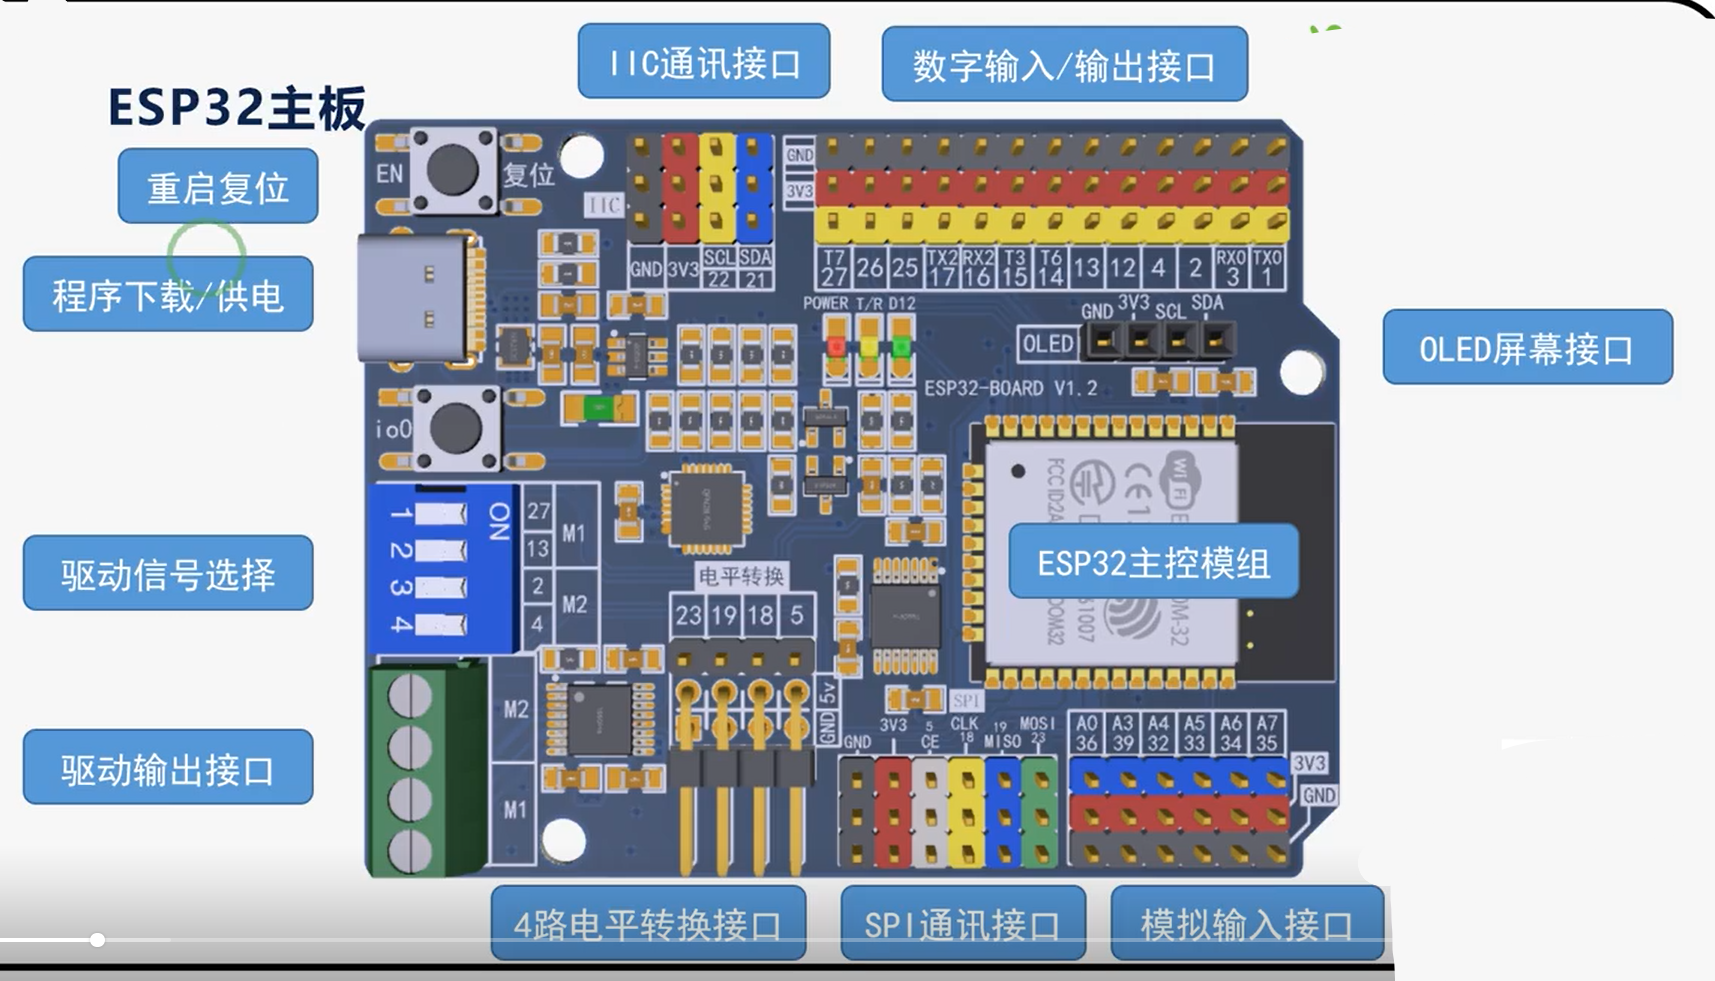 IIC通讯接口
数字输入/输出接口
ESP32主板
重启复位
程序下载/供电
驱动信号选择
驱动输出接口
OLED屏幕接口
ESP32主控模组
4路电平转换接口
SPI通讯接口
模拟输入接口
EN
复位
IIC
GND 3V3 SCL SDA
22 21
GND
3V3
T7 TX2 RX2 T3 T6 RX0 TX0
27 26 25 17 16 15 14 13 12 4 2 3 1
POWER T/R D12
GND 3V3 SCL SDA
OLED
ESP32-BOARD V1.2
io0
ON
1
2
3
4
27
13
M1
2
4
M2
电平转换
23 19 18 5
5v
GND
M2
M1
SPI
GND 3V3 5 CE CLK 18 19 MISO MOSI 23
A0 A3 A4 A5 A6 A7
36 39 32 33 34 35
3V3
GND
WiFi
CE